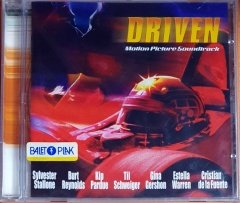 DRIVEN
Motion Picture Soundtrack
BALET PINK
Sylvester Burt Kip Til Gina Estella Cristian
Stallone Reynolds Pardue Schweiger Gershon Warren de la Fuente